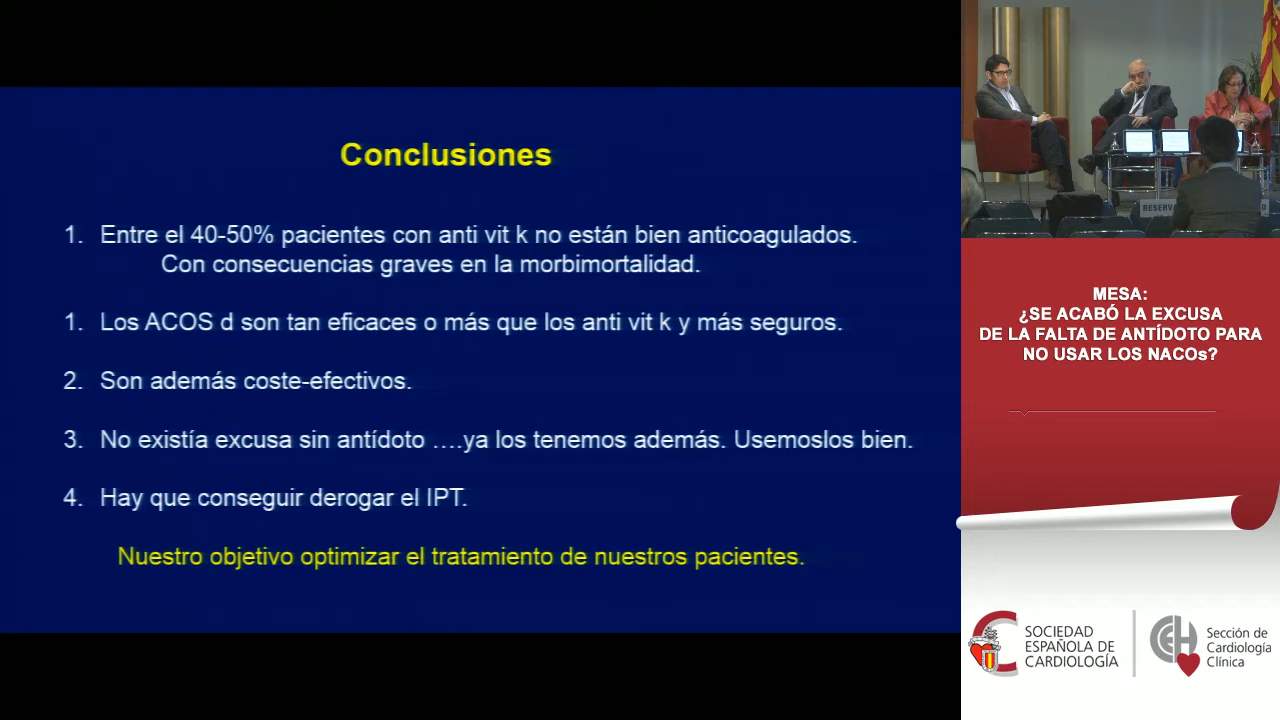 Conclusiones
1. Entre el 40-50% pacientes con anti vit k no están bien anticoagulados.
Con consecuencias graves en la morbimortalidad.
1. Los ACOS d son tan eficaces o más que los anti vit k y más seguros.
2. Son además coste-efectivos.
3. No existía excusa sin antídoto ….ya los tenemos además. Usemoslos bien.
4. Hay que conseguir derogar el IPT.
Nuestro objetivo optimizar el tratamiento de nuestros pacientes.
RESERVA
MESA:
¿SE ACABÓ LA EXCUSA
DE LA FALTA DE ANTÍDOTO PARA
NO USAR LOS NACOs?
SOCIEDAD
ESPAÑOLA DE
CARDIOLOGÍA
Sección de
Cardiología
Clínica